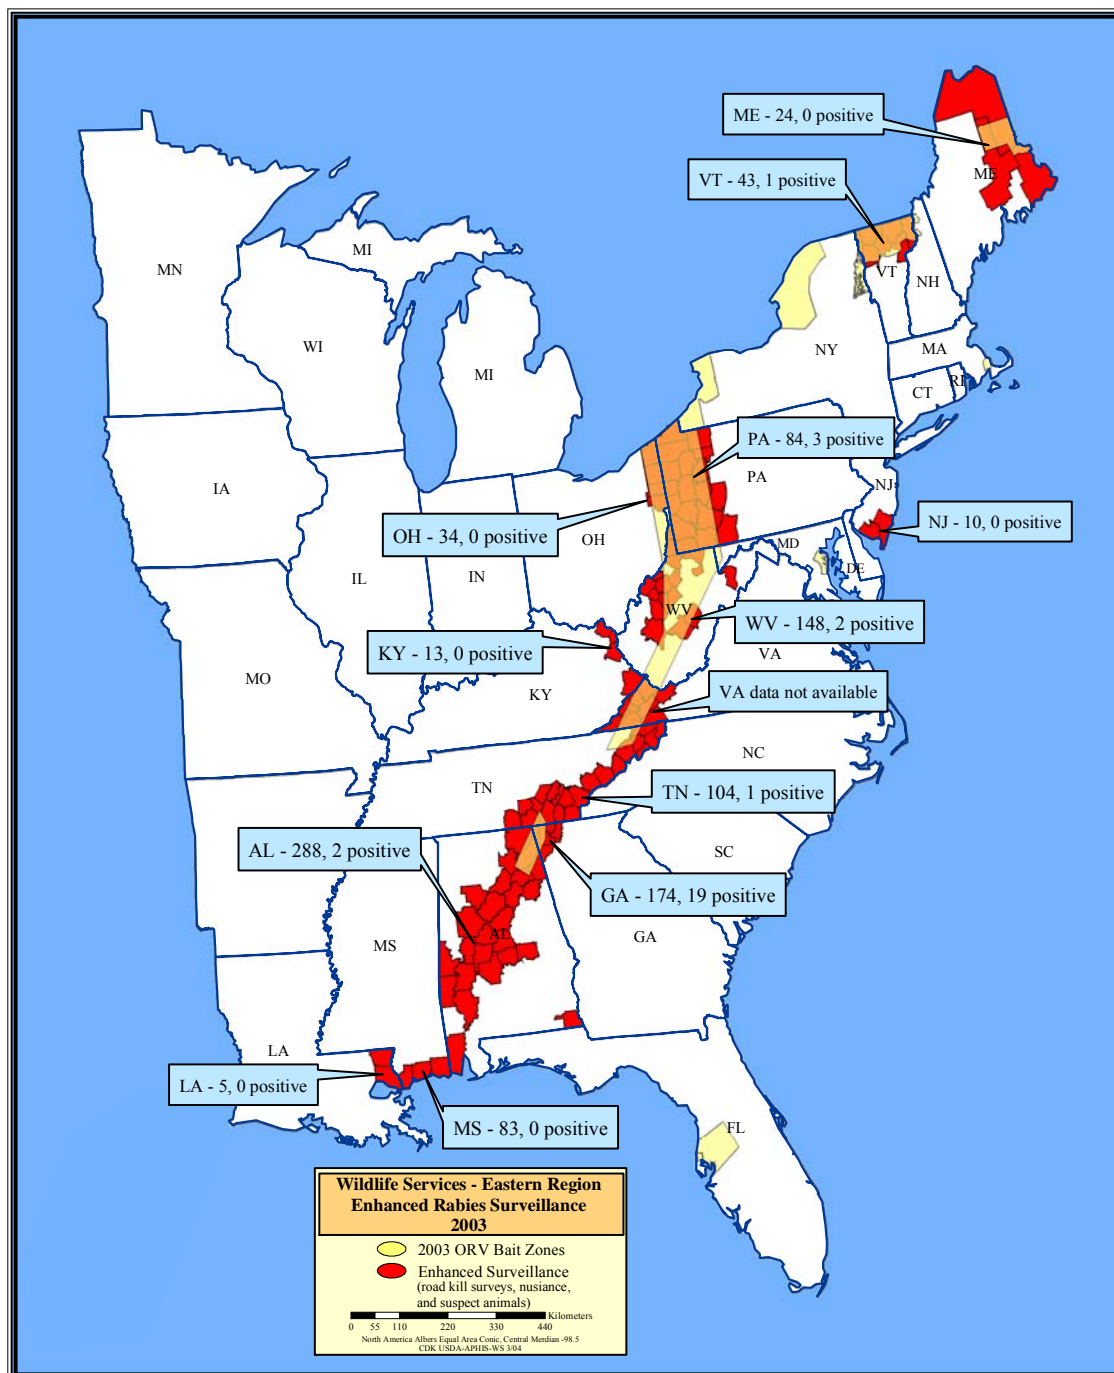 ME - 24, 0 positive
VT - 43, 1 positive
ME
MI
MN
VT
NH
WI
NY
MA
MI
RI
CT
PA - 84, 3 positive
IA
PA
NJ
NJ - 10, 0 positive
OH - 34, 0 positive
OH
MD
DE
IL
IN
WV
WV - 148, 2 positive
KY - 13, 0 positive
VA
MO
KY
VA data not available
NC
TN
TN - 104, 1 positive
AL - 288, 2 positive
SC
GA - 174, 19 positive
AL
GA
MS
LA
LA - 5, 0 positive
MS - 83, 0 positive
FL
Wildlife Services - Eastern Region
Enhanced Rabies Surveillance
2003
2003 ORV Bait Zones
Enhanced Surveillance
(road kill surveys, nusiance,
and suspect animals)
Kilometers
0 55 110 220 330 440
North America Albers Equal Area Conic, Central Merdian -98.5
CDK USDA-APHIS-WS 3/04